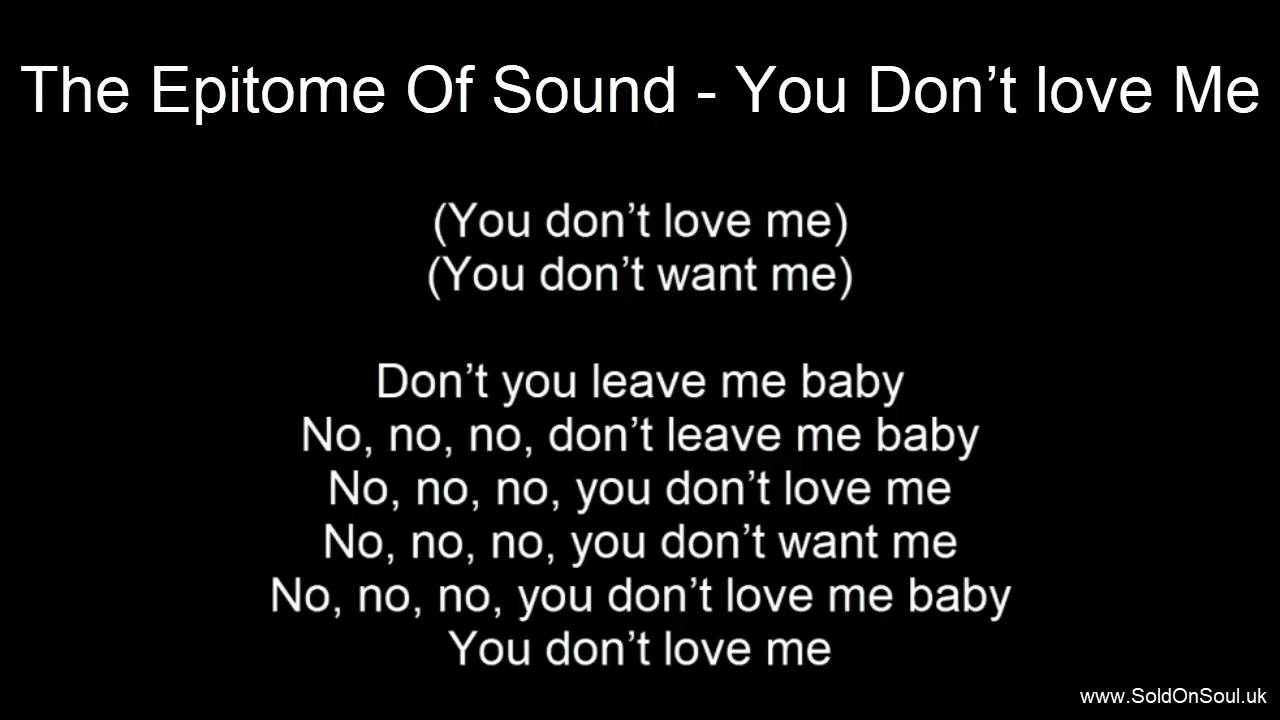 The Epitome Of Sound - You Don’t love Me
(You don’t love me)
(You don’t want me)
Don’t you leave me baby
No, no, no, don’t leave me baby
No, no, no, you don’t love me
No, no, no, you don’t want me
No, no, no, you don’t love me baby
You don’t love me
www.SoldOnSoul.uk